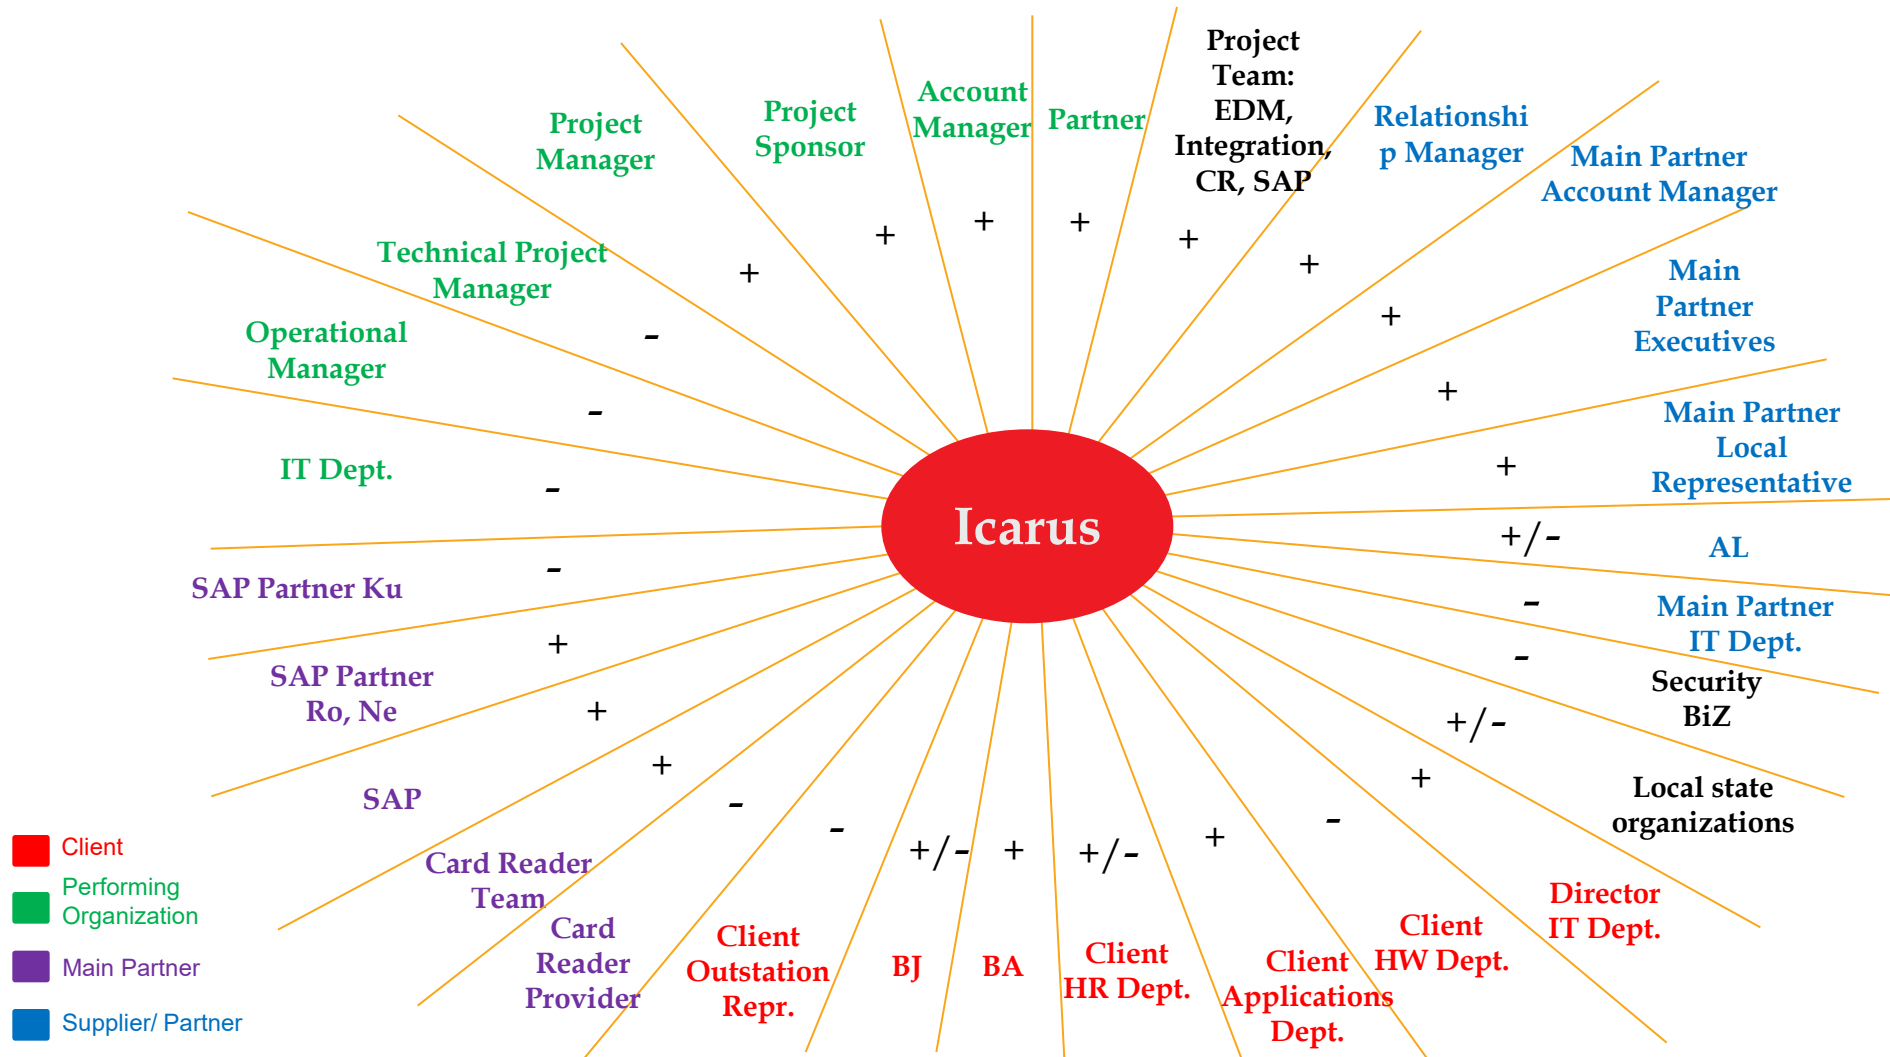 Project
Team:
EDM,
Integration,
CR, SAP
Account
Manager
Partner
Project
Sponsor
Project
Manager
Relationshi
p Manager
Main Partner
Account Manager
+
+
+
+
+
+
Technical Project
Manager
Main
Partner
Executives
+
-
Operational
Manager
+
-
Main Partner
Local
Representative
+
IT Dept.
-
Icarus
+/-
AL
-
SAP Partner Ku
-
Main Partner
IT Dept.
+
-
Security
BiZ
SAP Partner
Ro, Ne
+
+/-
+
+
Local state
organizations
SAP
-
-
+/-
+
+/-
+
-
Card Reader
Team
Director
IT Dept.
Card
Reader
Provider
Client
Outstation
Repr.
BJ
BA
Client
HR Dept.
Client
Applications
Dept.
Client
HW Dept.
Client
Performing
Organization
Main Partner
Supplier/ Partner